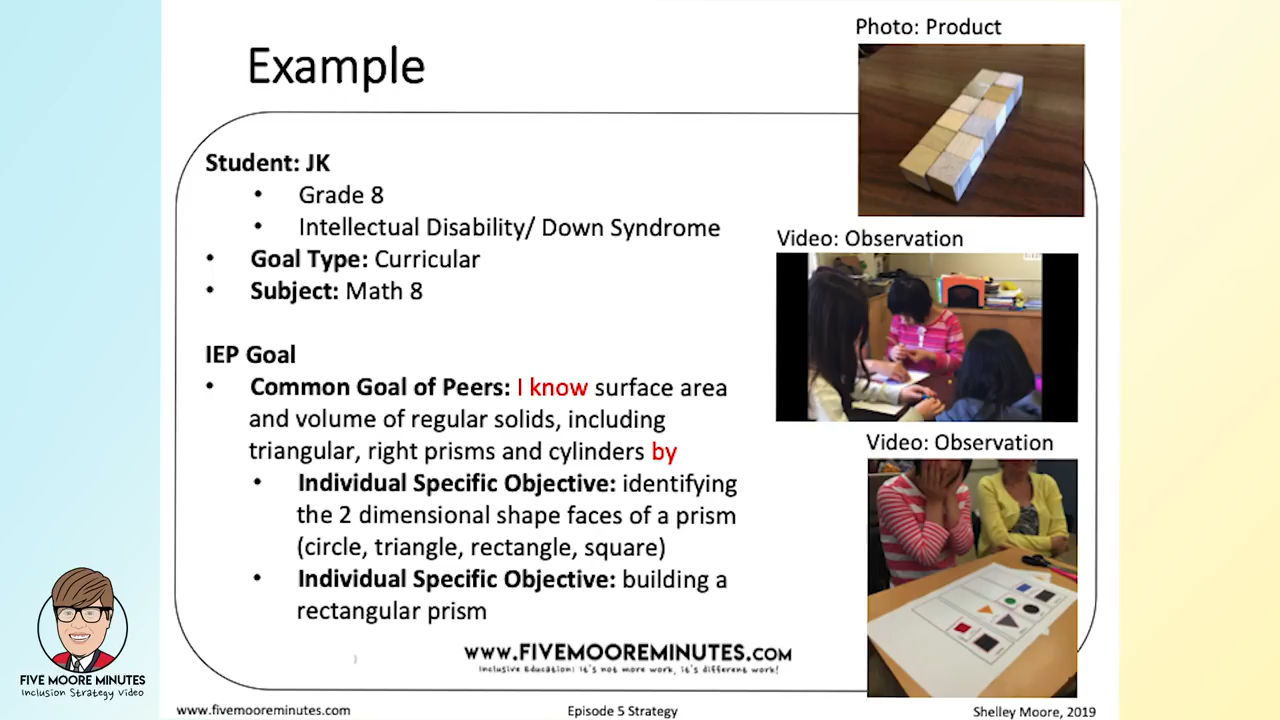 Photo: Product
Example
Student: JK
• Grade 8
• Intellectual Disability/ Down Syndrome
• Goal Type: Curricular
• Subject: Math 8
Video: Observation
IEP Goal
• Common Goal of Peers: I know surface area
and volume of regular solids, including
triangular, right prisms and cylinders by
• Individual Specific Objective: identifying
the 2 dimensional shape faces of a prism
(circle, triangle, rectangle, square)
• Individual Specific Objective: building a
rectangular prism
Video: Observation
www.FIVEMOOREMINUTES.com
Inclusive Education: it's not more work, it's different work!
FIVE MOORE MINUTES
Inclusion Strategy Video
www.fivemooreminutes.com
Episode 5 Strategy
Shelley Moore, 2019